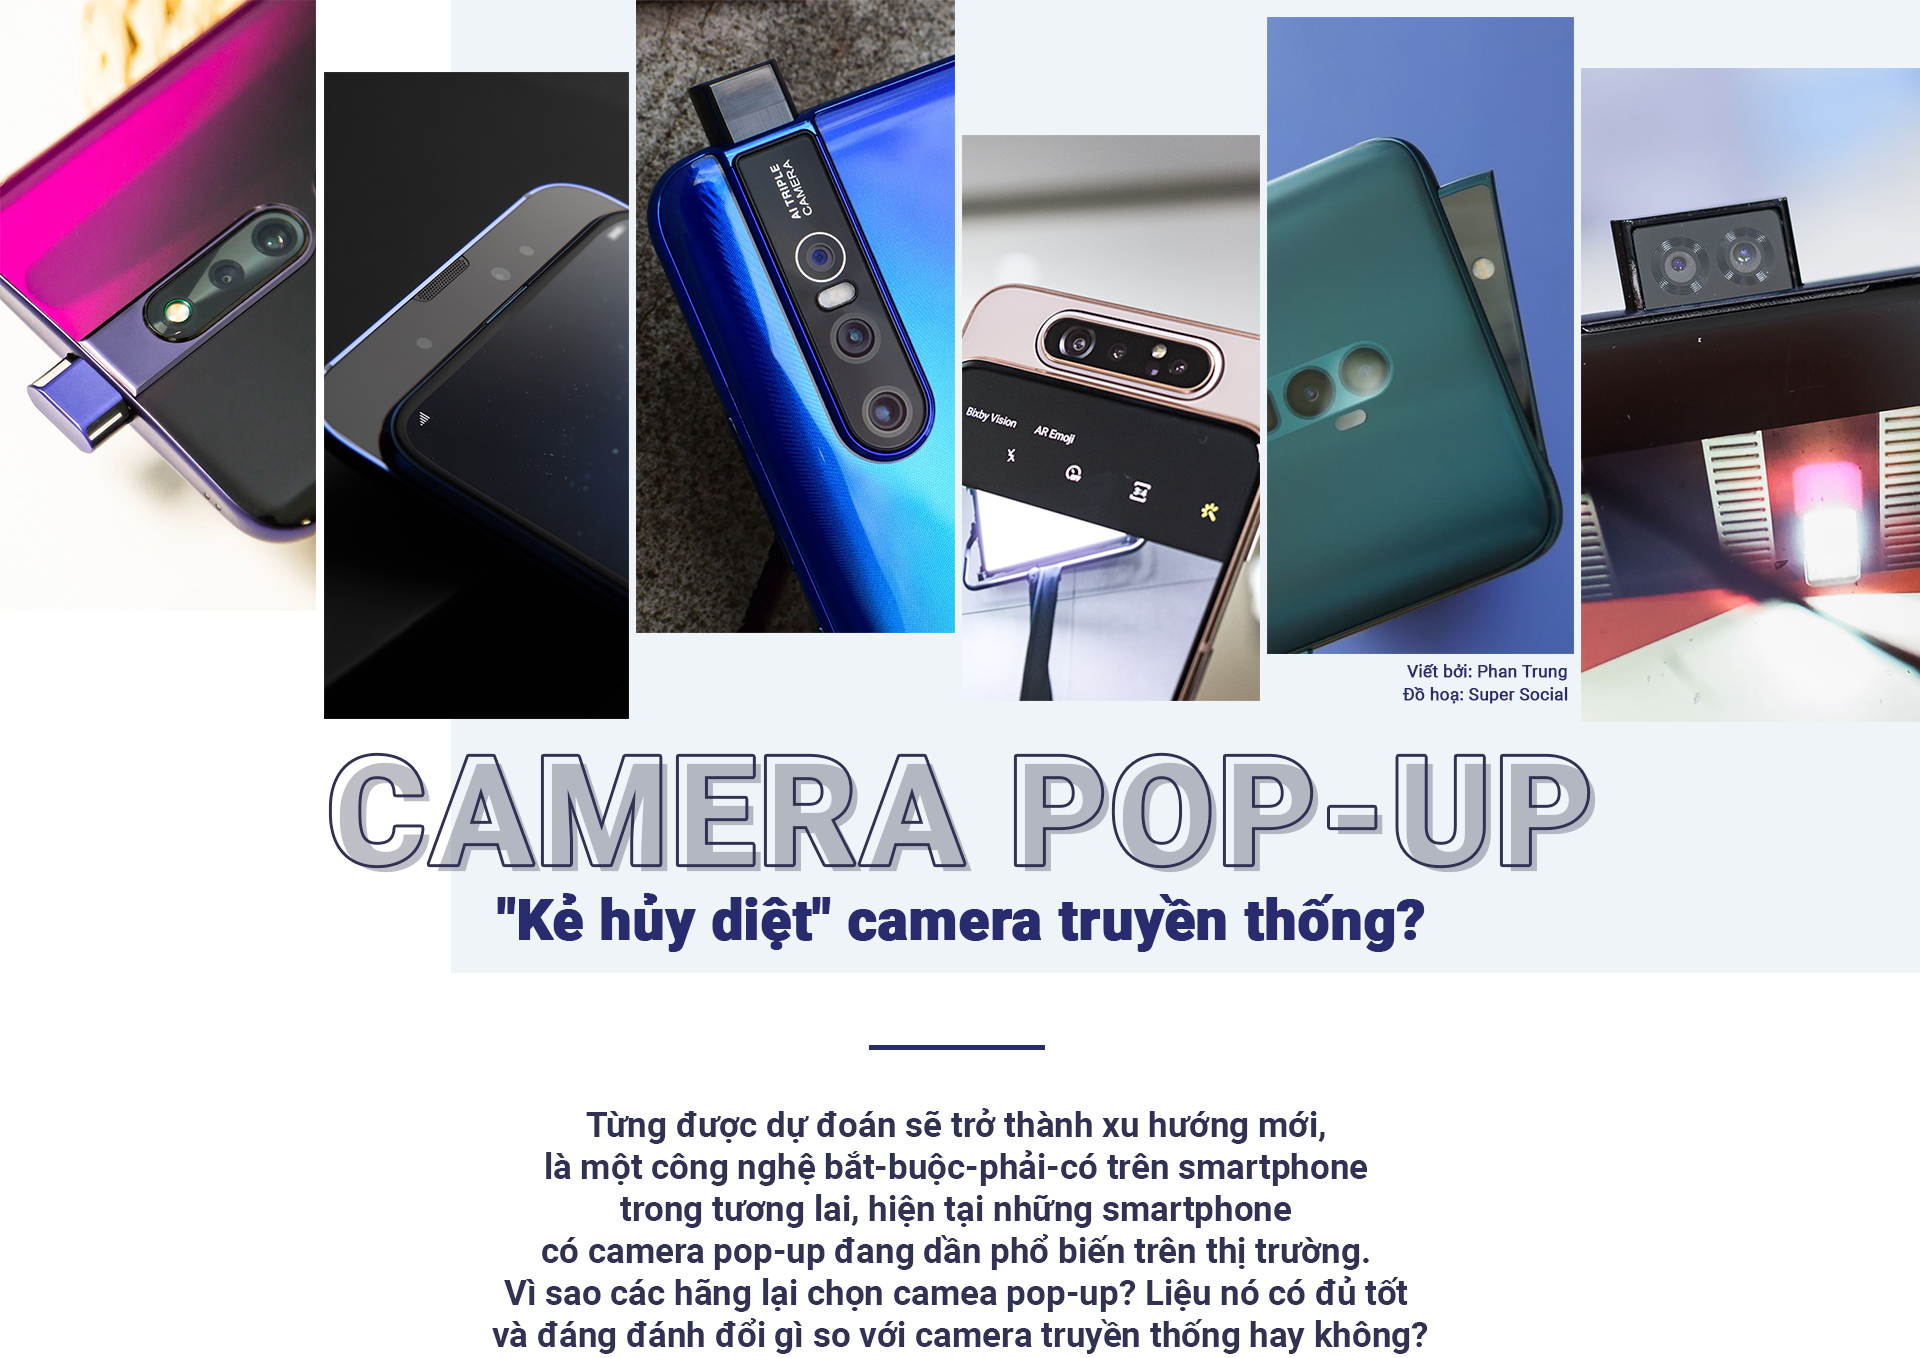 AI TRIPLE
CAMERA
Bixby Vision
AR Emoji
Viết bởi: Phan Trung
Đồ hoạ: Super Social
CAMERA POP-UP
"Kẻ hủy diệt" camera truyền thống?
Từng được dự đoán sẽ trở thành xu hướng mới,
là một công nghệ bắt-buộc-phải-có trên smartphone
trong tương lai, hiện tại những smartphone
có camera pop-up đang dần phổ biến trên thị trường.
Vì sao các hãng lại chọn camea pop-up? Liệu nó có đủ tốt
và đáng đánh đổi gì so với camera truyền thống hay không?